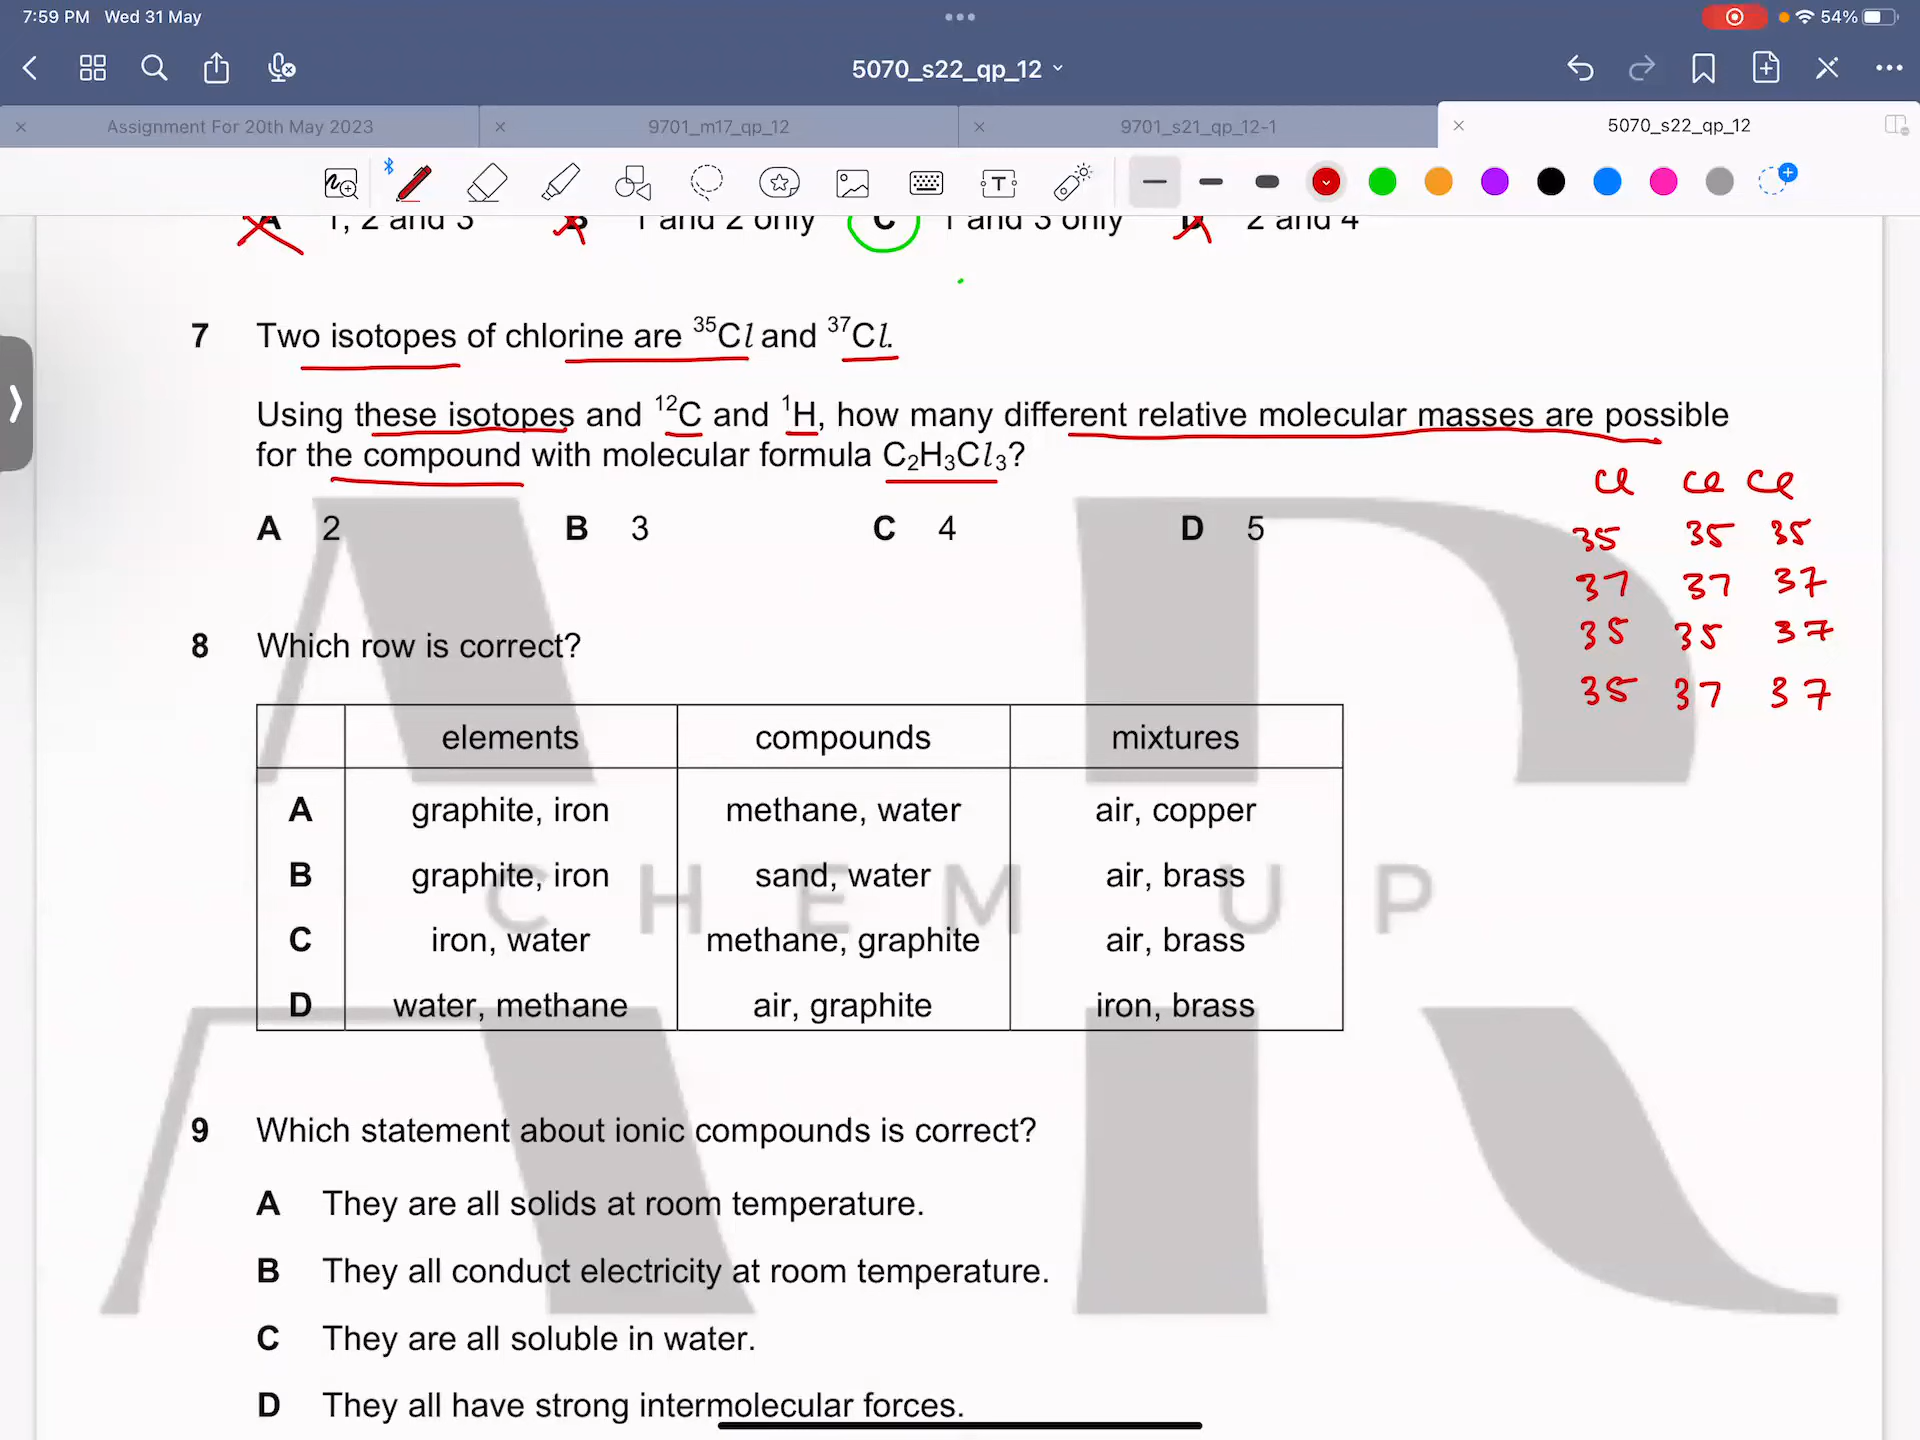 7:59 PM Wed 31 May
54%
5070_s22_qp_12
Assignment For 20th May 2023
9701_m17_qp_12
9701_s21_qp_12-1
5070_s22_qp_12
A 1, 2 and 3 B 1 and 2 only C 1 and 3 only D 2 and 4
7 Two isotopes of chlorine are ³⁵Cl and ³⁷Cl.
Using these isotopes and ¹²C and ¹H, how many different relative molecular masses are possible
for the compound with molecular formula C₂H₃Cl₃?
A 2 B 3 C 4 D 5
Cl Cl Cl
35 35 35
37 37 37
35 35 37
35 37 37
8 Which row is correct?
elements compounds mixtures
A graphite, iron methane, water air, copper
B graphite, iron sand, water air, brass
C iron, water methane, graphite air, brass
D water, methane air, graphite iron, brass
AR
CHEM UP
9 Which statement about ionic compounds is correct?
A They are all solids at room temperature.
B They all conduct electricity at room temperature.
C They are all soluble in water.
D They all have strong intermolecular forces.